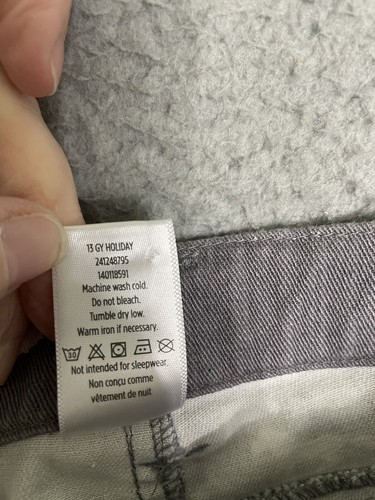 13 GY HOLIDAY
241248795
140118591
Machine wash cold.
Do not bleach.
Tumble dry low.
Warm iron if necessary.
30
Not intended for sleepwear.
Non conçu comme
vêtement de nuit